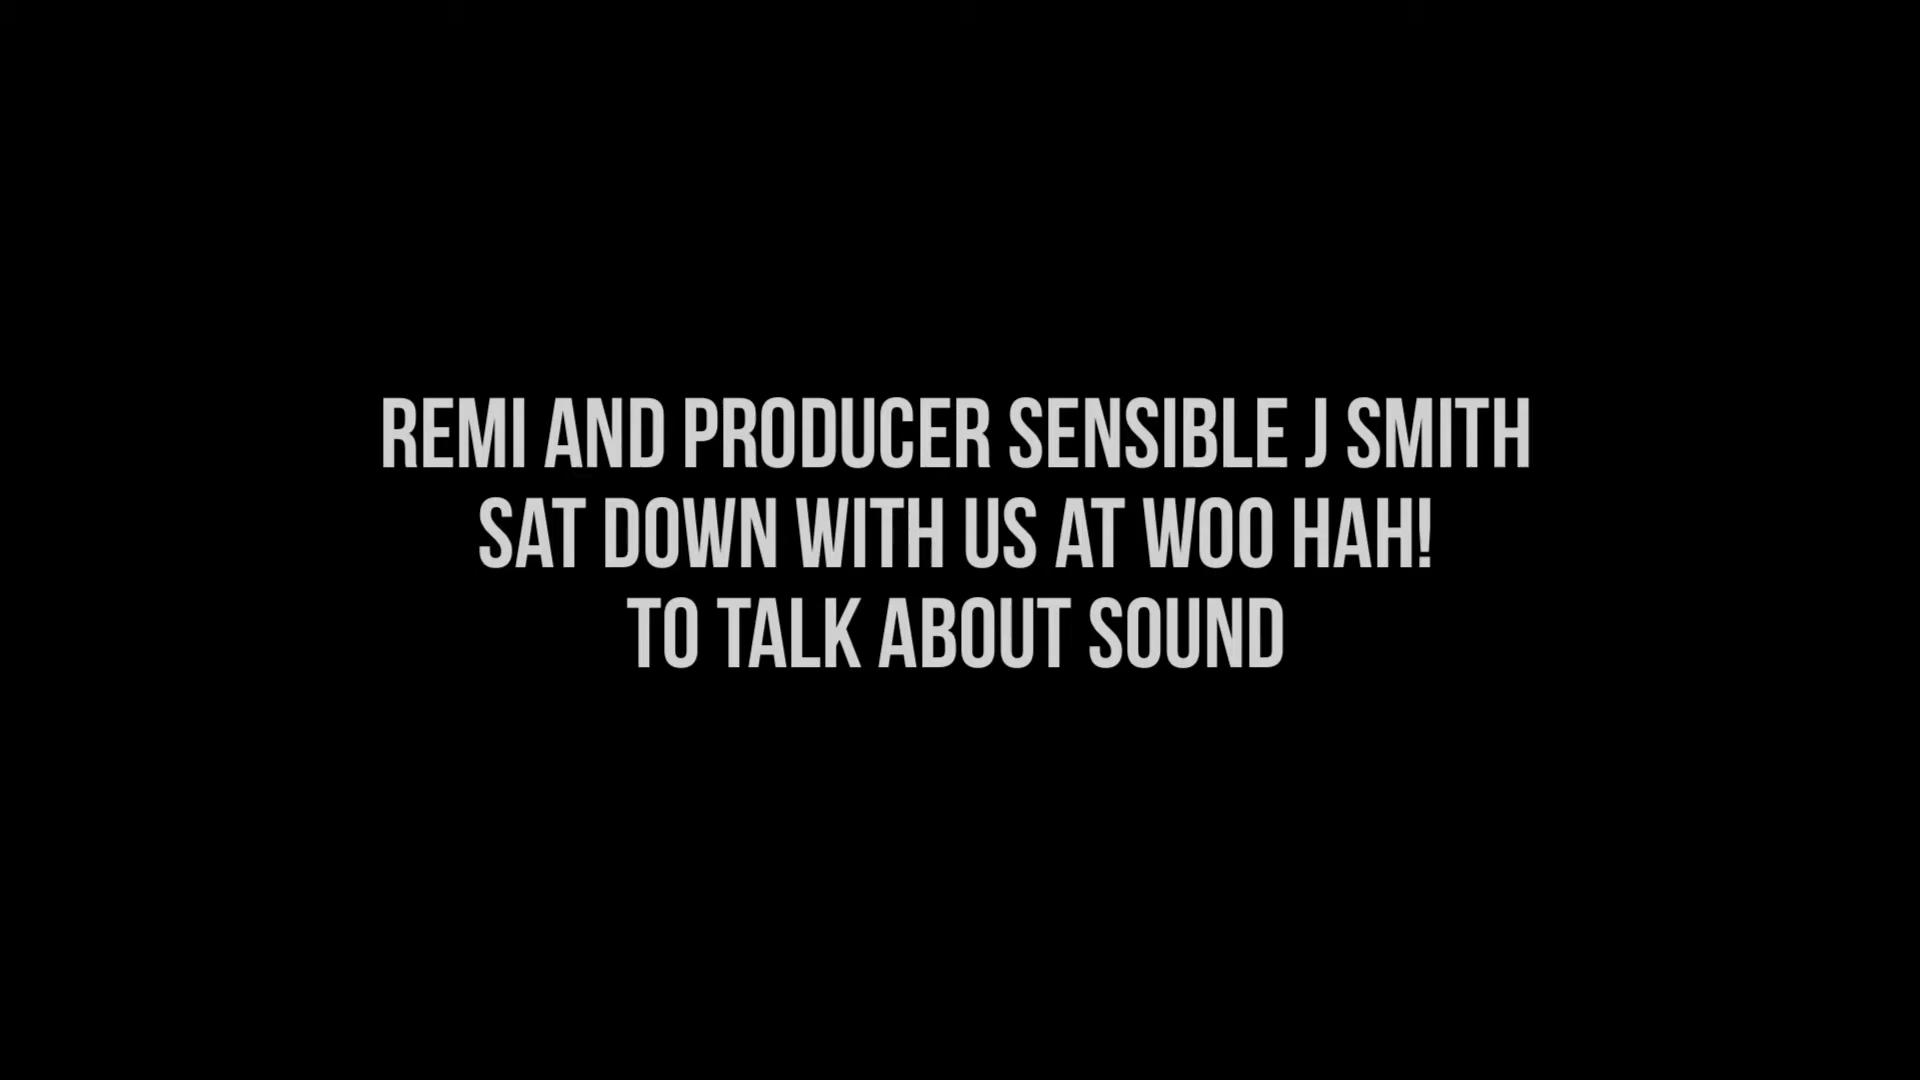 REMI AND PRODUCER SENSIBLE J SMITH
SAT DOWN WITH US AT WOO HAH!
TO TALK ABOUT SOUND